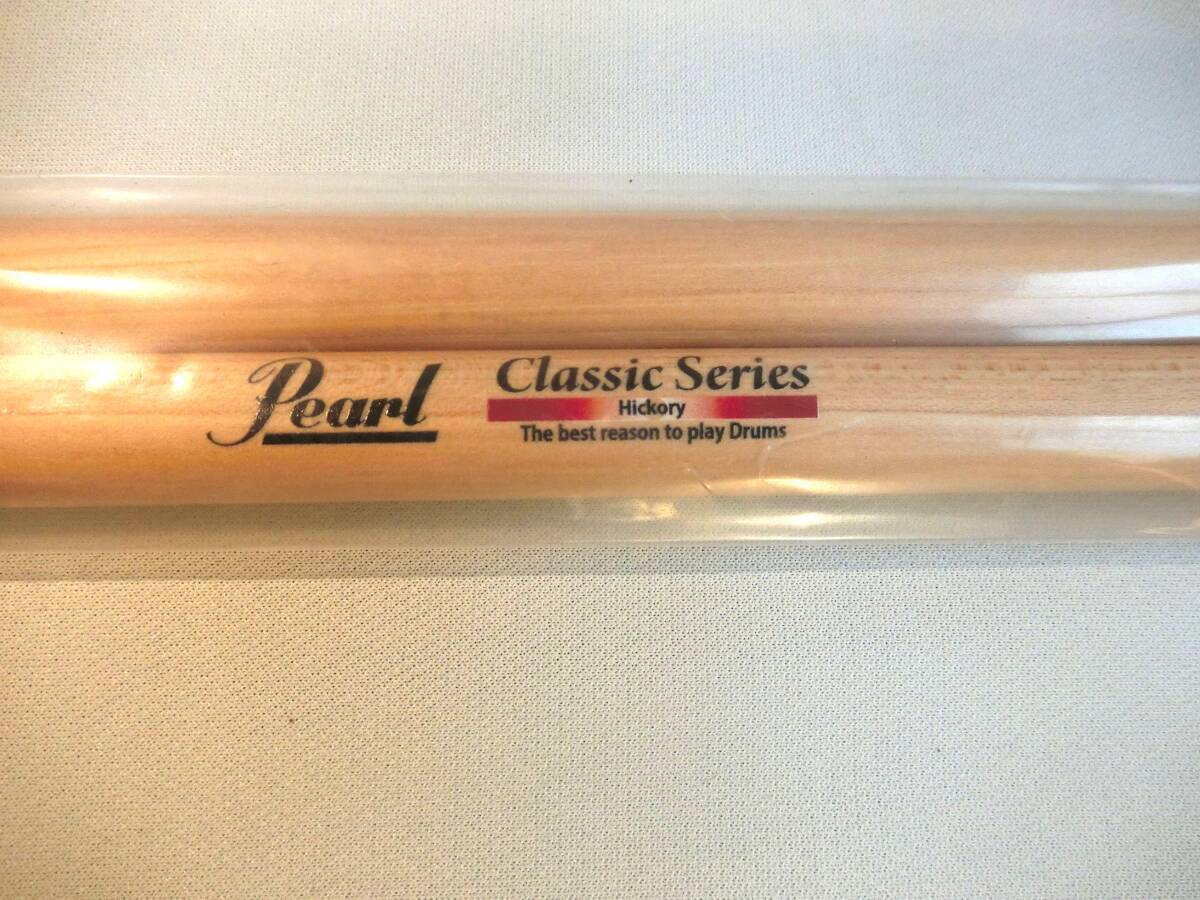 Pearl
Classic Series
Hickory
The best reason to play Drums